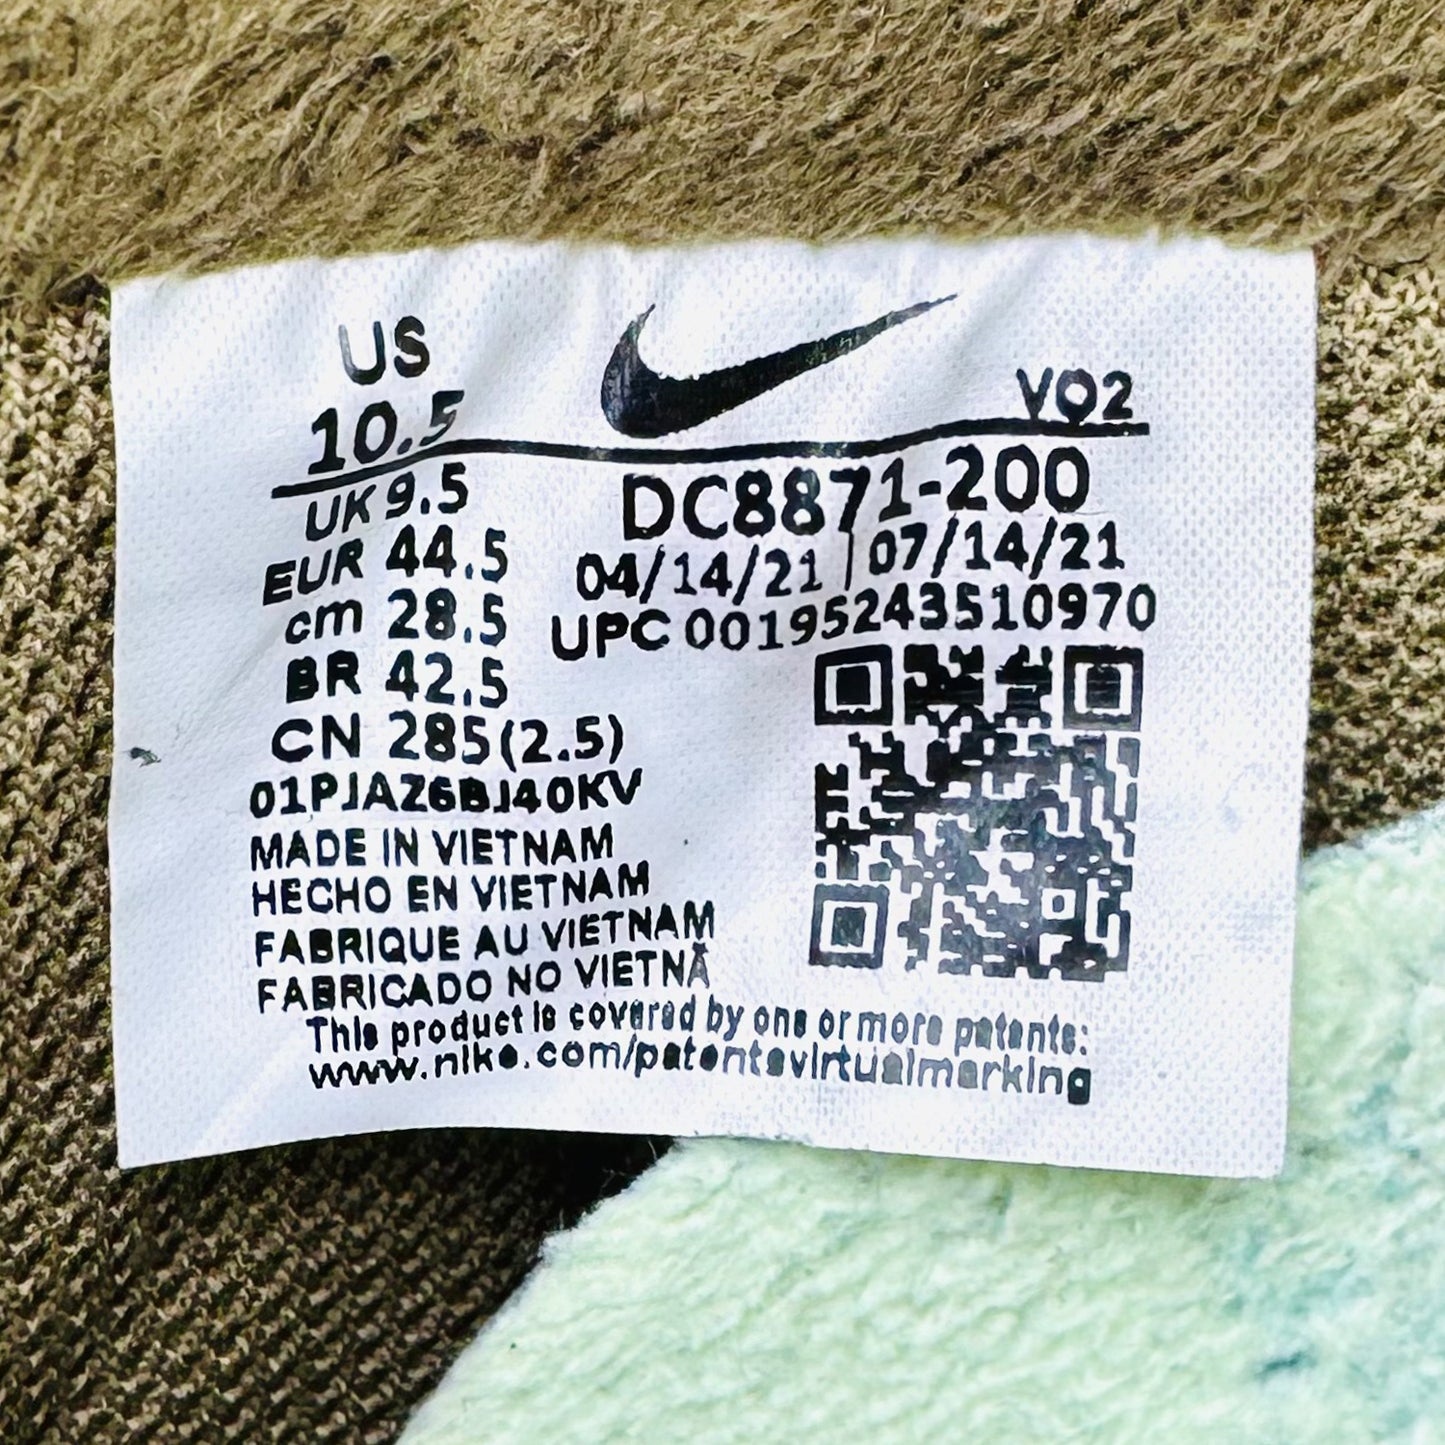 US
10.5
VO2
UK 9.5
EUR 44.5
cm 28.5
BR 42.5
CN 285(2.5)
DC8871-200
04/14/21 | 07/14/21
UPC 00195243510970
01PJAZ6BJ40KV
MADE IN VIETNAM
HECHO EN VIETNAM
FABRIQUE AU VIETNAM
FABRICADO NO VIETNÃ
This product is covered by one or more patents:
www.nike.com/patentsvirtualmarking